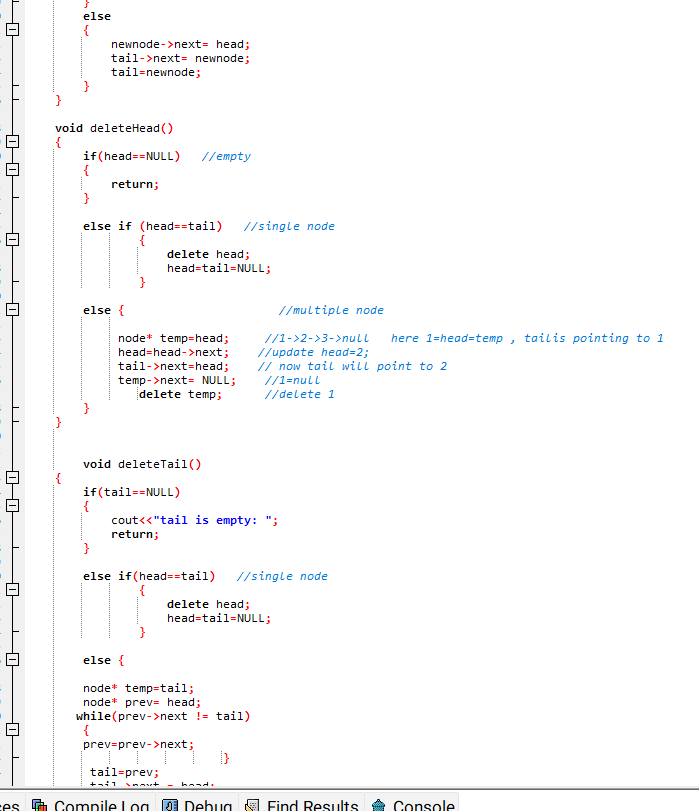 }
else
{
newnode->next= head;
tail->next= newnode;
tail=newnode;
}
}
void deleteHead()
{
if(head==NULL)   //empty
{
return;
}
else if (head==tail)   //single node
{
delete head;
head=tail=NULL;
}
else {                      //multiple node
node* temp=head;     //1->2->3->null   here 1=head=temp , tailis pointing to 1
head=head->next;    //update head=2;
tail->next=head;    // now tail will point to 2
temp->next= NULL;    //1=null
delete temp;      //delete 1
}
}
void deleteTail()
{
if(tail==NULL)
{
cout<<"tail is empty: ";
return;
}
else if(head==tail)   //single node
{
delete head;
head=tail=NULL;
}
else {
node* temp=tail;
node* prev= head;
while(prev->next != tail)
{
prev=prev->next;
}
tail=prev;
tail->next = head;
ces Compile Log Debug Find Results Console